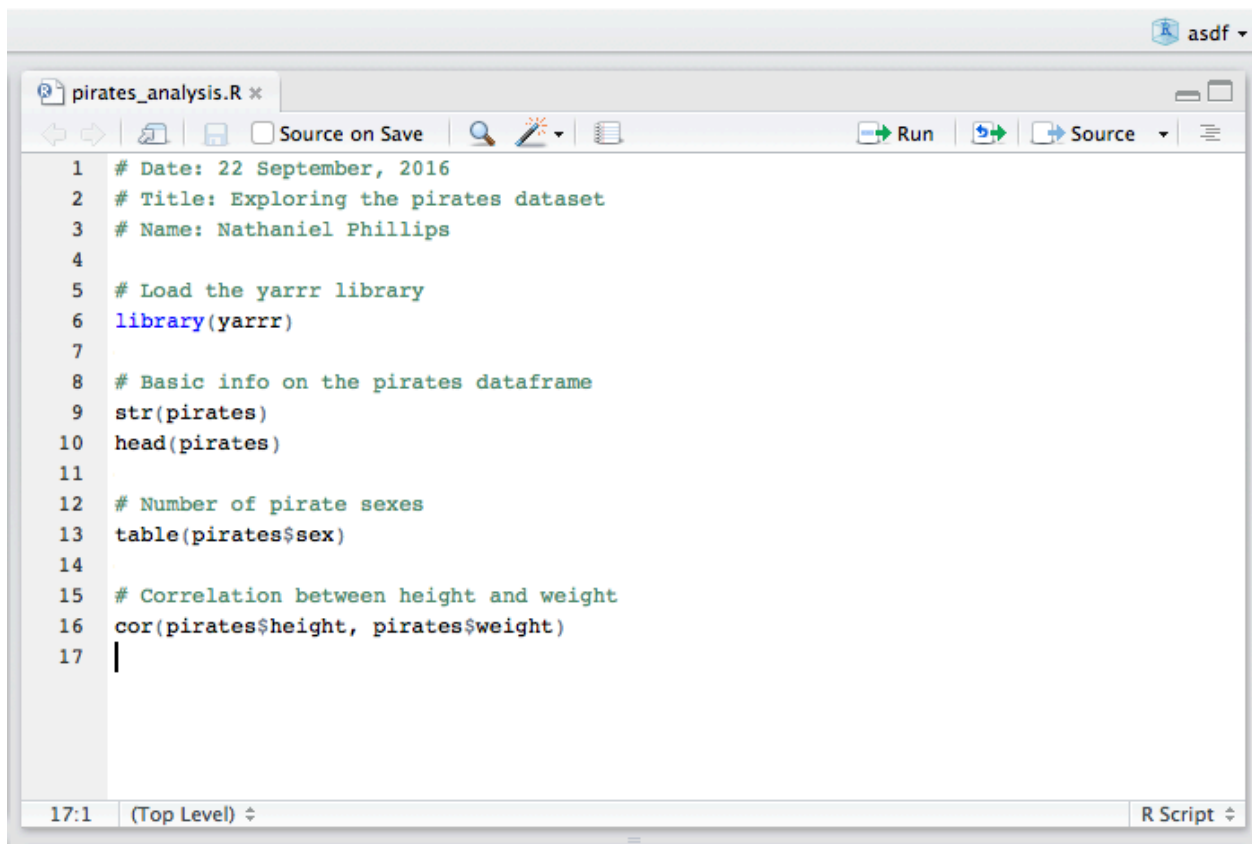 asdf
pirates_analysis.R
Source on Save Run Source
1 # Date: 22 September, 2016
2 # Title: Exploring the pirates dataset
3 # Name: Nathaniel Phillips
4
5 # Load the yarrr library
6 library(yarrr)
7
8 # Basic info on the pirates dataframe
9 str(pirates)
10 head(pirates)
11
12 # Number of pirate sexes
13 table(pirates$sex)
14
15 # Correlation between height and weight
16 cor(pirates$height, pirates$weight)
17
17:1 (Top Level) R Script